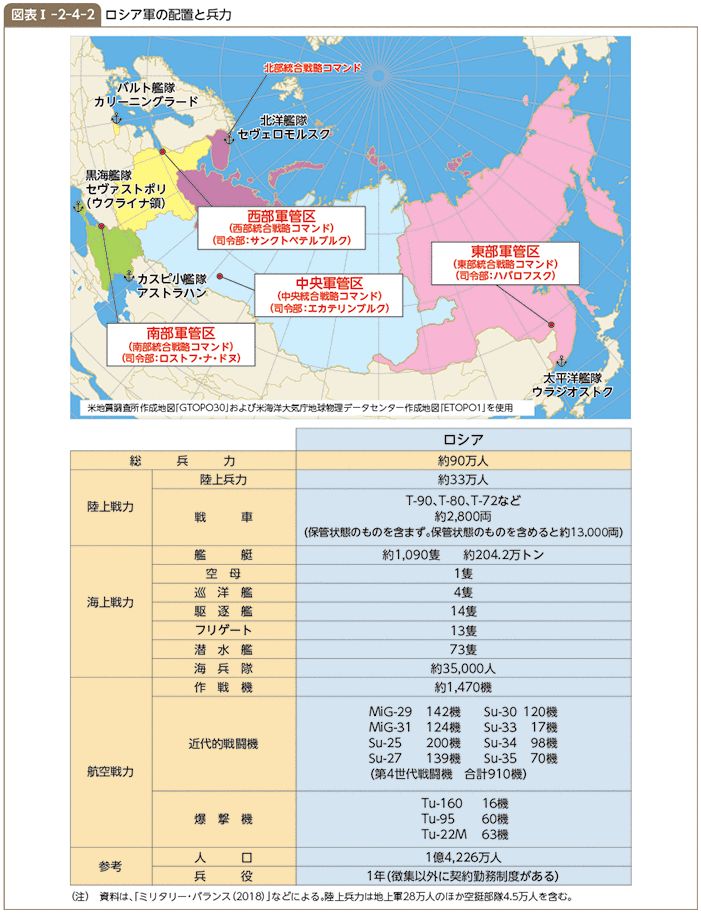 図表Ⅰ-2-4-2 ロシア軍の配置と兵力
北部統合戦略コマンド
バルト艦隊
カリーニングラード
北洋艦隊
セヴェロモルスク
黒海艦隊
セヴァストポリ
(ウクライナ領)
西部軍管区
(西部統合戦略コマンド)
(司令部:サンクトペテルブルク)
東部軍管区
(東部統合戦略コマンド)
(司令部:ハバロフスク)
カスピ小艦隊
アストラハン
中央軍管区
(中央統合戦略コマンド)
(司令部:エカテリンブルク)
南部軍管区
(南部統合戦略コマンド)
(司令部:ロストフ・ナ・ドヌ)
太平洋艦隊
ウラジオストク
米地質調査所作成地図「GTOPO30」および米海洋大気庁地球物理データセンター作成地図「ETOPO1」を使用
ロシア
総兵力 約90万人
陸上戦力 陸上兵力 約33万人
戦車 T-90、T-80、T-72など
約2,800両
(保管状態のものを含まず。保管状態のものを含めると約13,000両)
海上戦力 艦艇 約1,090隻 約204.2万トン
空母 1隻
巡洋艦 4隻
駆逐艦 14隻
フリゲート 13隻
潜水艦 73隻
海兵隊 約35,000人
航空戦力 作戦機 約1,470機
近代的戦闘機 MiG-29 142機 Su-30 120機
MiG-31 124機 Su-33 17機
Su-25 200機 Su-34 98機
Su-27 139機 Su-35 70機
(第4世代戦闘機 合計910機)
爆撃機 Tu-160 16機
Tu-95 60機
Tu-22M 63機
参考 人口 1億4,226万人
兵役 1年(徴集以外に契約勤務制度がある)
(注) 資料は、「ミリタリー・バランス(2018)」などによる。陸上兵力は地上軍28万人のほか空挺部隊4.5万人を含む。